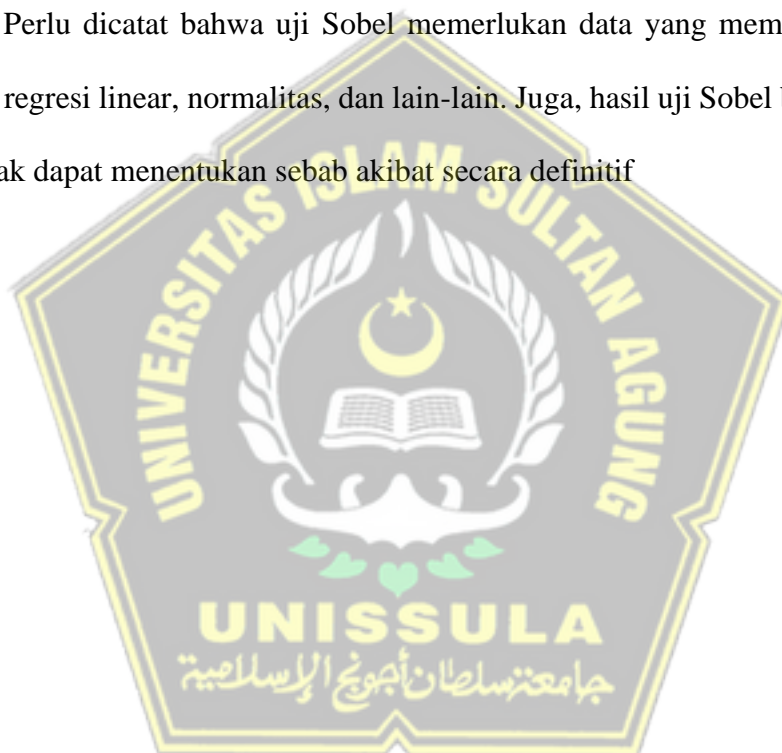 Perlu dicatat bahwa uji Sobel memerlukan data yang mem
regresi linear, normalitas, dan lain-lain. Juga, hasil uji Sobel
ak dapat menentukan sebab akibat secara definitif
UNIVERSITAS ISLAM SULTAN AGUNG
UNISSULA
جامعة سلطان أجونج الإسلامية